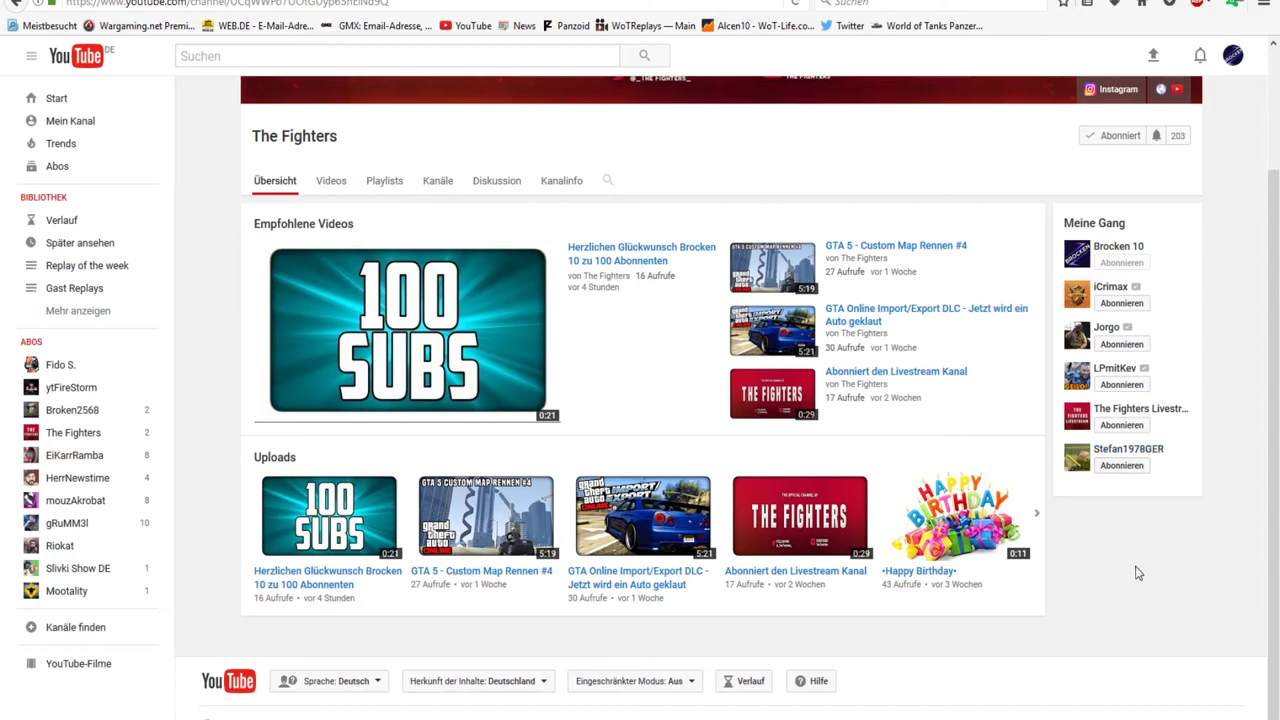 Meistbesucht Wargaming.net Premi... WEB.DE - E-Mail-Adre... GMX: Email-Adresse, ... YouTube News Panzoid WoTReplays — Main Alcen10 - WoT-Life.co... Twitter World of Tanks Panzer...
Suchen
YouTube DE
Suchen
Start
Mein Kanal
Trends
Abos
BIBLIOTHEK
Verlauf
Später ansehen
Replay of the week
Gast Replays
Mehr anzeigen
ABOS
Fido S.
ytFireStorm
Broken2568 2
The Fighters 2
EiKarrRamba 8
HerrNewstime 4
mouzAkrobat 8
gRuMM3l 10
Riokat
Slivki Show DE 1
Mootality 1
Kanäle finden
YouTube-Filme
Instagram
The Fighters
Abonniert 203
Übersicht Videos Playlists Kanäle Diskussion Kanalinfo
Empfohlene Videos
100
SUBS
0:21
Herzlichen Glückwunsch Brocken
10 zu 100 Abonnenten
von The Fighters 16 Aufrufe
vor 4 Stunden
GTA 5 CUSTOM MAP RENNEN #4
5:19
GTA 5 - Custom Map Rennen #4
von The Fighters
27 Aufrufe vor 1 Woche
5:21
GTA Online Import/Export DLC - Jetzt wird ein
Auto geklaut
von The Fighters
30 Aufrufe vor 1 Woche
THE FIGHTERS
0:29
Abonniert den Livestream Kanal
von The Fighters
17 Aufrufe vor 2 Wochen
Uploads
100
SUBS
0:21
Herzlichen Glückwunsch Brocken
10 zu 100 Abonnenten
16 Aufrufe • vor 4 Stunden
GTA 5 CUSTOM MAP RENNEN #4
5:19
GTA 5 - Custom Map Rennen #4
27 Aufrufe • vor 1 Woche
5:21
GTA Online Import/Export DLC -
Jetzt wird ein Auto geklaut
30 Aufrufe • vor 1 Woche
THE FIGHTERS
0:29
Abonniert den Livestream Kanal
17 Aufrufe • vor 2 Wochen
HAPPY
BIRTHDAY
0:11
•Happy Birthday•
43 Aufrufe • vor 3 Wochen
Meine Gang
Brocken 10
Abonnieren
iCrimax
Abonnieren
Jorgo
Abonnieren
LPmitKev
Abonnieren
The Fighters Livestr...
Abonnieren
Stefan1978GER
Abonnieren
YouTube Sprache: Deutsch Herkunft der Inhalte: Deutschland Eingeschränkter Modus: Aus Verlauf Hilfe